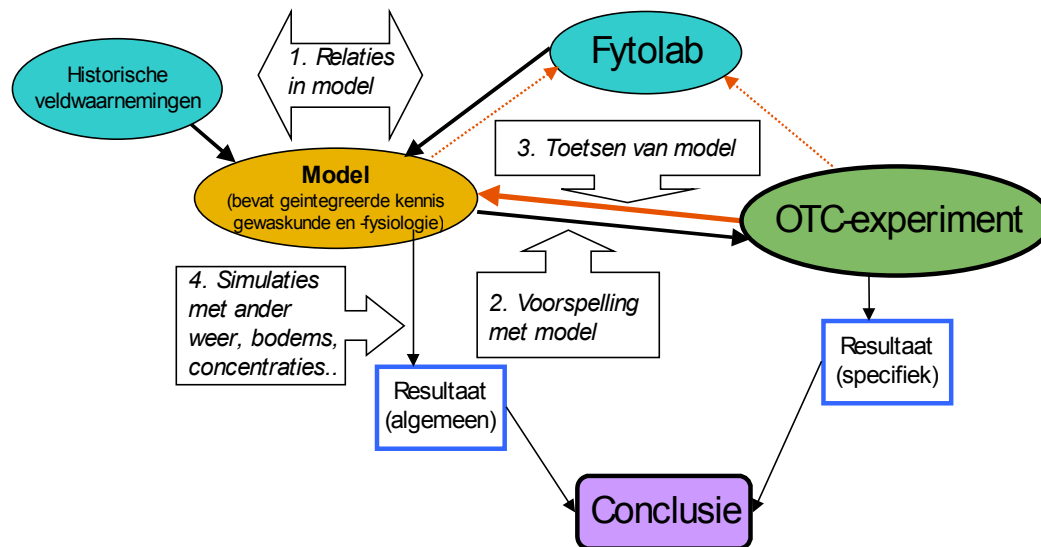 Historische
veldwaarnemingen
1. Relaties
in model
Fytolab
3. Toetsen van model
Model
(bevat geintegreerde kennis
gewaskunde en -fysiologie)
OTC-experiment
4. Simulaties
met ander
weer, bodems,
concentraties..
2. Voorspelling
met model
Resultaat
(algemeen)
Resultaat
(specifiek)
Conclusie